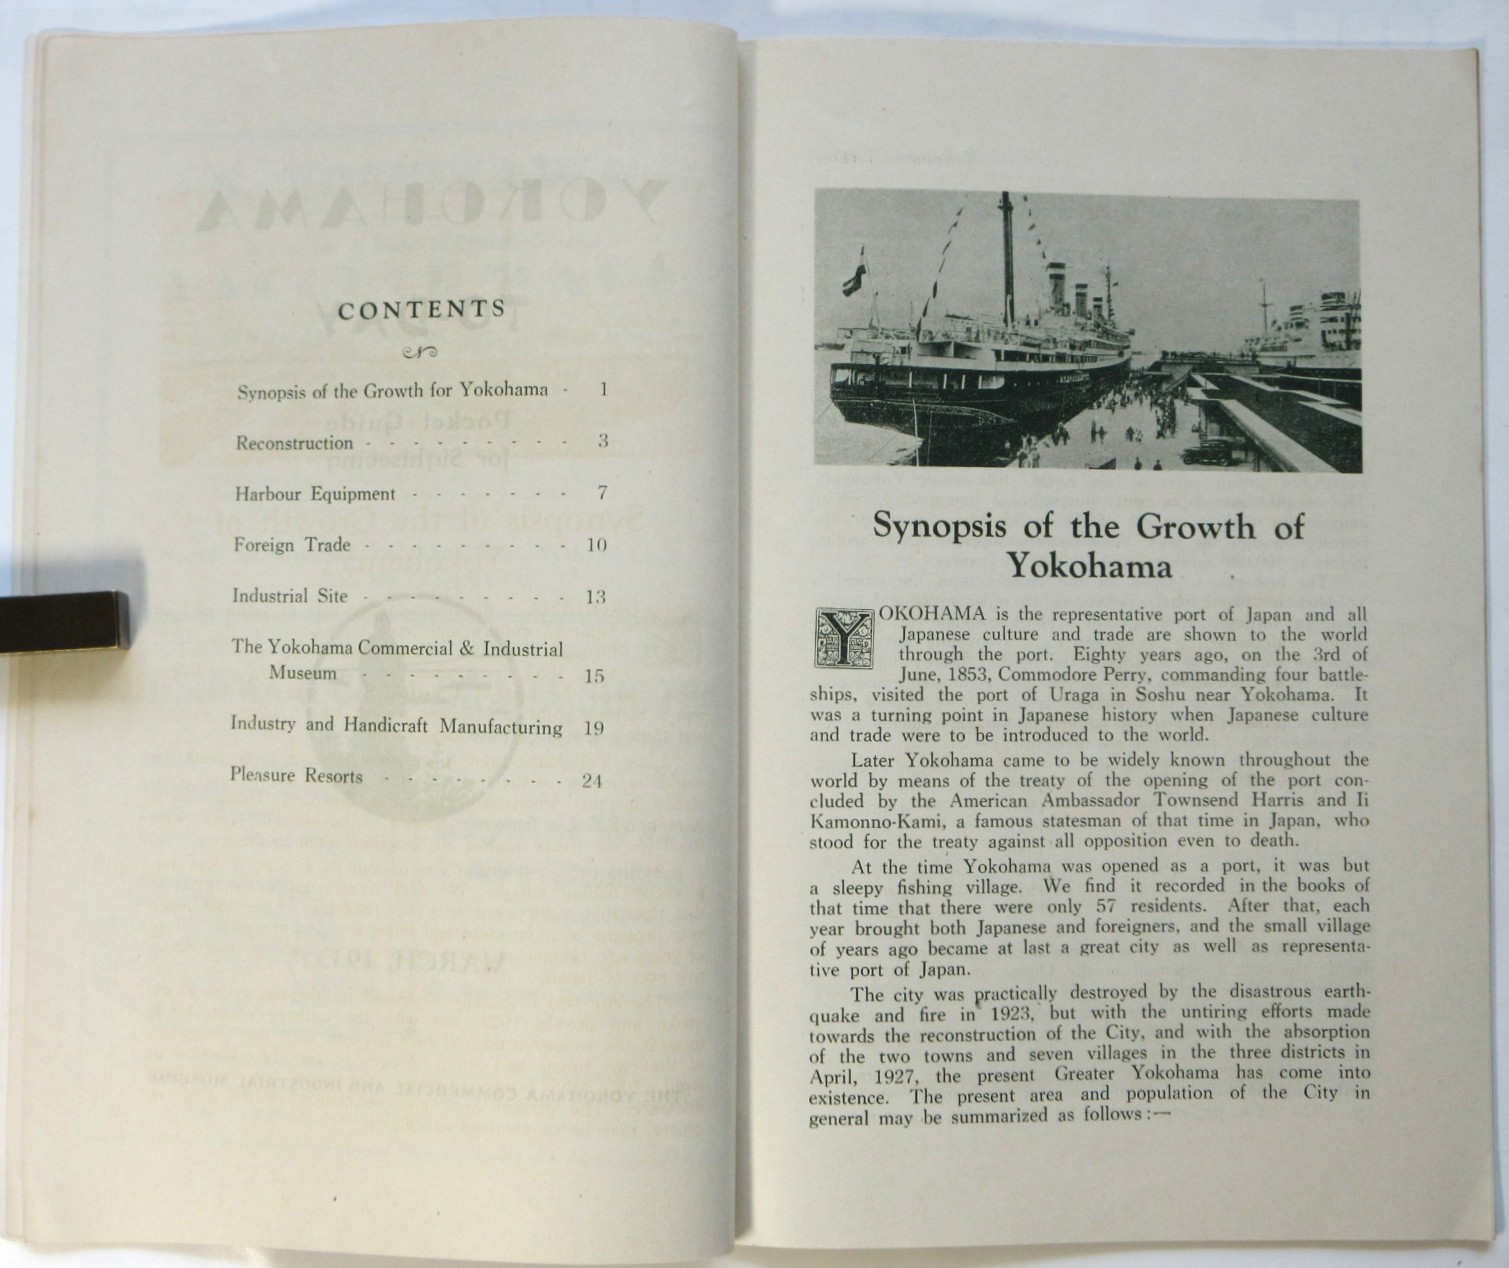 CONTENTS
Synopsis of the Growth for Yokohama - 1
Reconstruction - - - - - - - - - 3
Harbour Equipment - - - - - - - 7
Foreign Trade - - - - - - - - - 10
Industrial Site - - - - - - - - - 13
The Yokohama Commercial & Industrial
Museum - - - - - - - - - 15
Industry and Handicraft Manufacturing 19
Pleasure Resorts - - - - - - - - 24
Synopsis of the Growth of
Yokohama
YOKOHAMA is the representative port of Japan and all
Japanese culture and trade are shown to the world
through the port. Eighty years ago, on the 3rd of
June, 1853, Commodore Perry, commanding four battle-
ships, visited the port of Uraga in Soshu near Yokohama. It
was a turning point in Japanese history when Japanese culture
and trade were to be introduced to the world.
Later Yokohama came to be widely known throughout the
world by means of the treaty of the opening of the port con-
cluded by the American Ambassador Townsend Harris and Ii
Kamonno-Kami, a famous statesman of that time in Japan, who
stood for the treaty against all opposition even to death.
At the time Yokohama was opened as a port, it was but
a sleepy fishing village. We find it recorded in the books of
that time that there were only 57 residents. After that, each
year brought both Japanese and foreigners, and the small village
of years ago became at last a great city as well as representa-
tive port of Japan.
The city was practically destroyed by the disastrous earth-
quake and fire in 1923, but with the untiring efforts made
towards the reconstruction of the City, and with the absorption
of the two towns and seven villages in the three districts in
April, 1927, the present Greater Yokohama has come into
existence. The present area and population of the City in
general may be summarized as follows:—